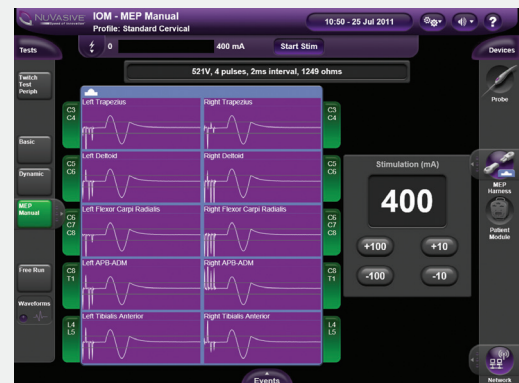 NUVASIVE
IOM - MEP Manual
Profile: Standard Cervical
10:50 - 25 Jul 2011
?
Tests
0
400 mA
Start Stim
Devices
521V, 4 pulses, 2ms interval, 1249 ohms
Twitch
Test
Periph
Basic
Dynamic
MEP
Manual
Free Run
Waveforms
C3
C4
Left Trapezius
Right Trapezius
C3
C4
C5
C6
Left Deltoid
Right Deltoid
C5
C6
C6
C7
C8
Left Flexor Carpi Radialis
Right Flexor Carpi Radialis
C6
C7
C8
C8
T1
Left APB-ADM
Right APB-ADM
C8
T1
L4
L5
Left Tibialis Anterior
Right Tibialis Anterior
L4
L5
Stimulation (mA)
400
+100
+10
-100
-10
Probe
MEP
Harness
Patient
Module
Network
Events